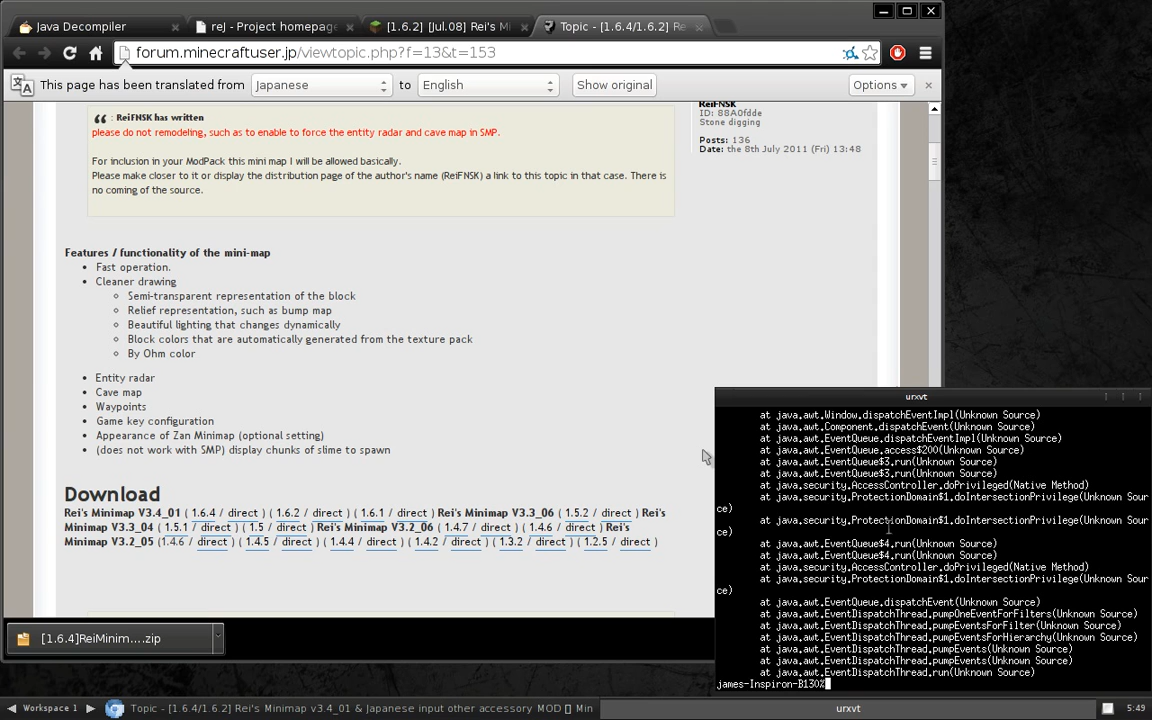 Java Decompiler
reJ - Project homepage
[1.6.2] [Jul.08] Rei's Mi
Topic - [1.6.4/1.6.2] Re
forum.minecraftuser.jp/viewtopic.php?f=13&t=153
This page has been translated from Japanese to English Show original Options
: ReiFNSK has written
please do not remodeling, such as to enable to force the entity radar and cave map in SMP.
For inclusion in your ModPack this mini map I will be allowed basically.
Please make closer to it or display the distribution page of the author's name (ReiFNSK) a link to this topic in that case. There is
no coming of the source.
ReiFNSK
ID: 88A0fdde
Stone digging
Posts: 136
Date: the 8th July 2011 (Fri) 13:48
Features / functionality of the mini-map
Fast operation.
Cleaner drawing
Semi-transparent representation of the block
Relief representation, such as bump map
Beautiful lighting that changes dynamically
Block colors that are automatically generated from the texture pack
By Ohm color
Entity radar
Cave map
Waypoints
Game key configuration
Appearance of Zan Minimap (optional setting)
(does not work with SMP) display chunks of slime to spawn
Download
Rei's Minimap V3.4_01 ( 1.6.4 / direct ) ( 1.6.2 / direct ) ( 1.6.1 / direct ) Rei's Minimap V3.3_06 ( 1.5.2 / direct ) Rei's
Minimap V3.3_04 ( 1.5.1 / direct ) ( 1.5 / direct ) Rei's Minimap V3.2_06 ( 1.4.7 / direct ) ( 1.4.6 / direct ) Rei's
Minimap V3.2_05 (1.4.6 / direct ) ( 1.4.5 / direct ) ( 1.4.4 / direct ) ( 1.4.2 / direct ) ( 1.3.2 / direct ) ( 1.2.5 / direct )
[1.6.4]ReiMinim....zip
urxvt
at java.awt.Window.dispatchEventImpl(Unknown Source)
at java.awt.Component.dispatchEvent(Unknown Source)
at java.awt.EventQueue.dispatchEventImpl(Unknown Source)
at java.awt.EventQueue.access$200(Unknown Source)
at java.awt.EventQueue$3.run(Unknown Source)
at java.awt.EventQueue$3.run(Unknown Source)
at java.security.AccessController.doPrivileged(Native Method)
at java.security.ProtectionDomain$1.doIntersectionPrivilege(Unknown Sour
ce)
at java.security.ProtectionDomain$1.doIntersectionPrivilege(Unknown Sour
ce)
at java.awt.EventQueue$4.run(Unknown Source)
at java.awt.EventQueue$4.run(Unknown Source)
at java.security.AccessController.doPrivileged(Native Method)
at java.security.ProtectionDomain$1.doIntersectionPrivilege(Unknown Sour
ce)
at java.awt.EventQueue.dispatchEvent(Unknown Source)
at java.awt.EventDispatchThread.pumpOneEventForFilters(Unknown Source)
at java.awt.EventDispatchThread.pumpEventsForFilter(Unknown Source)
at java.awt.EventDispatchThread.pumpEventsForHierarchy(Unknown Source)
at java.awt.EventDispatchThread.pumpEvents(Unknown Source)
at java.awt.EventDispatchThread.pumpEvents(Unknown Source)
at java.awt.EventDispatchThread.run(Unknown Source)
james-Inspiron-B130%
Workspace 1
Topic - [1.6.4/1.6.2] Rei's Minimap v3.4_01 & Japanese input other accessory MOD [] Min
urxvt
5:49